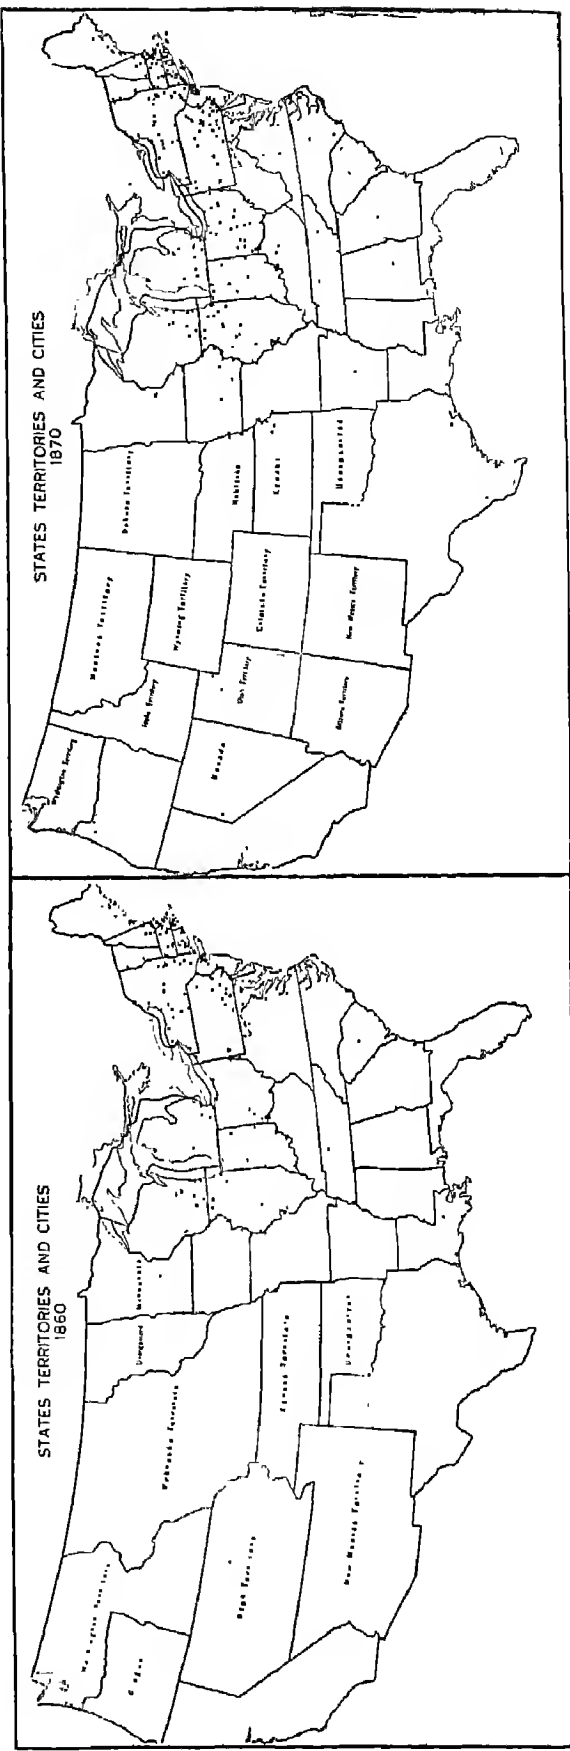 STATES TERRITORIES AND CITIES
1860
Washington Territory
Oregon
Nebraska Territory
Unorganized
Minnesota
Utah Territory
Kansas Territory
New Mexico Territory
Unorganized
STATES TERRITORIES AND CITIES
1870
Washington Territory
Montana Territory
Dakota Territory
Idaho Territory
Wyoming Territory
Nebraska
Nevada
Utah Territory
Colorado Territory
Kansas
Arizona Territory
New Mexico Territory
Unorganized